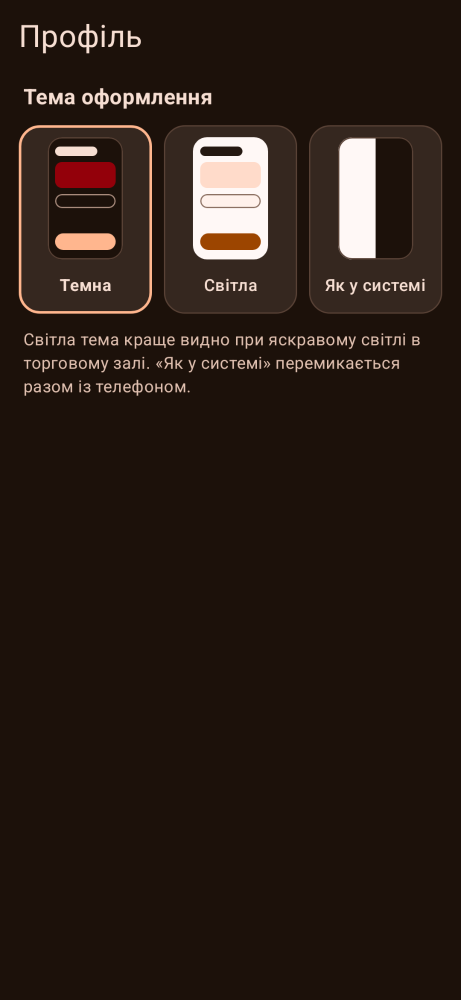 Профіль
Тема оформлення
Темна
Світла
Як у системі
Світла тема краще видно при яскравому світлі в
торговому залі. «Як у системі» перемикається
разом із телефоном.